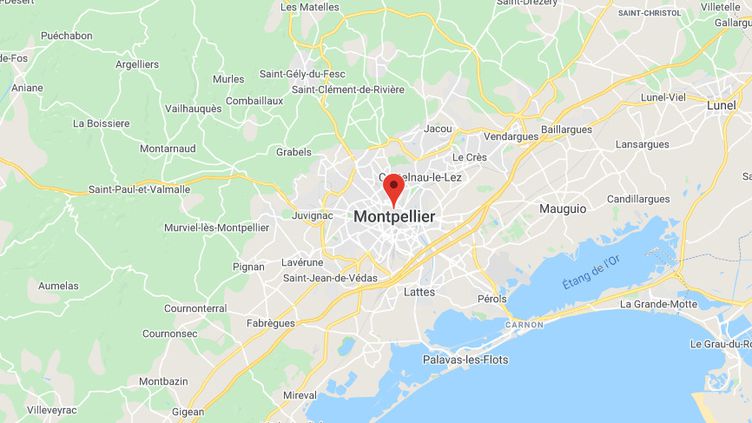 Les Matelles
Saint-Drézéry
SAINT-CHRISTOL
Villetelle
Gallargu
Puéchabon
de-Fos
Argelliers
Aniane
Murles
Saint-Gély-du-Fesc
Saint-Clément-de-Rivière
Combaillaux
Vailhauquès
Lunel-Viel
Lunel
La Boissiere
Jacou
Vendargues
Baillargues
Montarnaud
Grabels
Le Crès
Lansargues
Saint-Paul-et-Valmalle
Montpellier
Juvignac
Mauguio
Candillargues
Murviel-lès-Montpellier
Lavérune
Pignan
Saint-Jean-de-Védas
Étang de l'Or
Aumelas
Lattes
Pérols
Cournonterral
La Grande-Motte
Fabrègues
CARNON
Cournonsec
Le Grau-du-Ro
Palavas-les-Flots
Montbazin
Mireval
Villeveyrac
Gigean